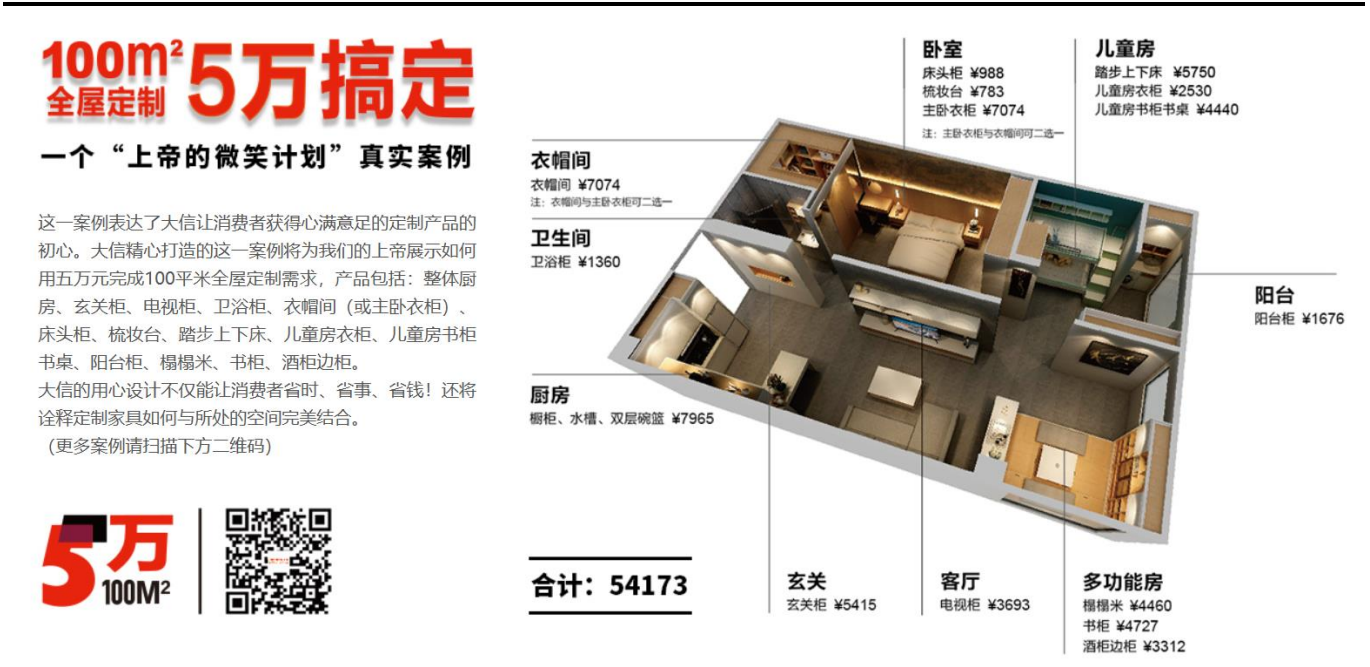 100m²
全屋定制
5万搞定
一个“上帝的微笑计划”真实案例
这一案例表达了大信让消费者获得心满意足的定制产品的
初心。大信精心打造的这一案例将为我们的上帝展示如何
用五万元完成100平米全屋定制需求，产品包括：整体厨
房、玄关柜、电视柜、卫浴柜、衣帽间（或主卧衣柜）、
床头柜、梳妆台、踏步上下床、儿童房衣柜、儿童房书柜
书桌、阳台柜、榻榻米、书柜、酒柜边柜。
大信的用心设计不仅能让消费者省时、省事、省钱！还将
诠释定制家具如何与所处的空间完美结合。
（更多案例请扫描下方二维码）
5万
100M²
卧室
床头柜 ¥988
梳妆台 ¥783
主卧衣柜 ¥7074
注：主卧衣柜与衣帽间可二选一
儿童房
踏步上下床 ¥5750
儿童房衣柜 ¥2530
儿童房书柜书桌 ¥4440
衣帽间
衣帽间 ¥7074
注：衣帽间与主卧衣柜可二选一
卫生间
卫浴柜 ¥1360
阳台
阳台柜 ¥1676
厨房
橱柜、水槽、双层碗篮 ¥7965
合计：54173
玄关
玄关柜 ¥5415
客厅
电视柜 ¥3693
多功能房
榻榻米 ¥4460
书柜 ¥4727
酒柜边柜 ¥3312